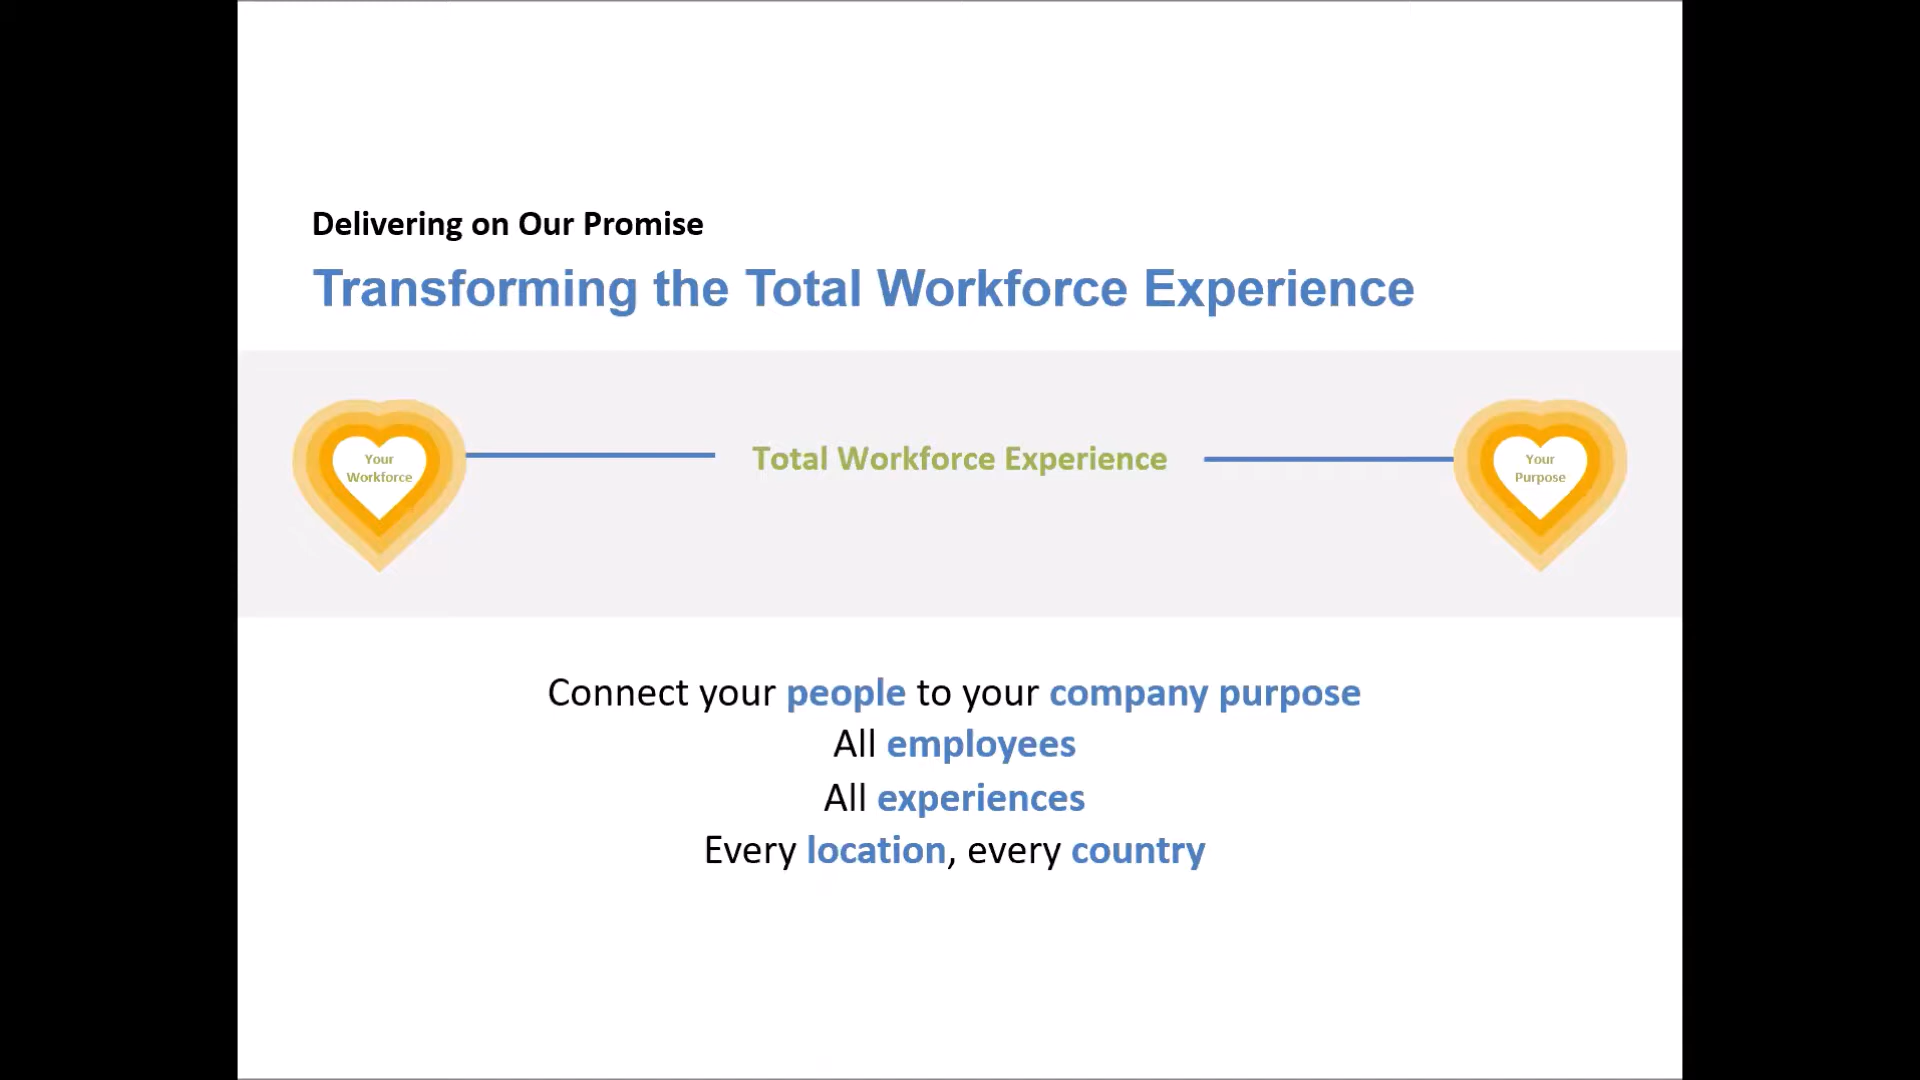 Delivering on Our Promise
Transforming the Total Workforce Experience
Your
Workforce
Total Workforce Experience
Your
Purpose
Connect your people to your company purpose
All employees
All experiences
Every location, every country